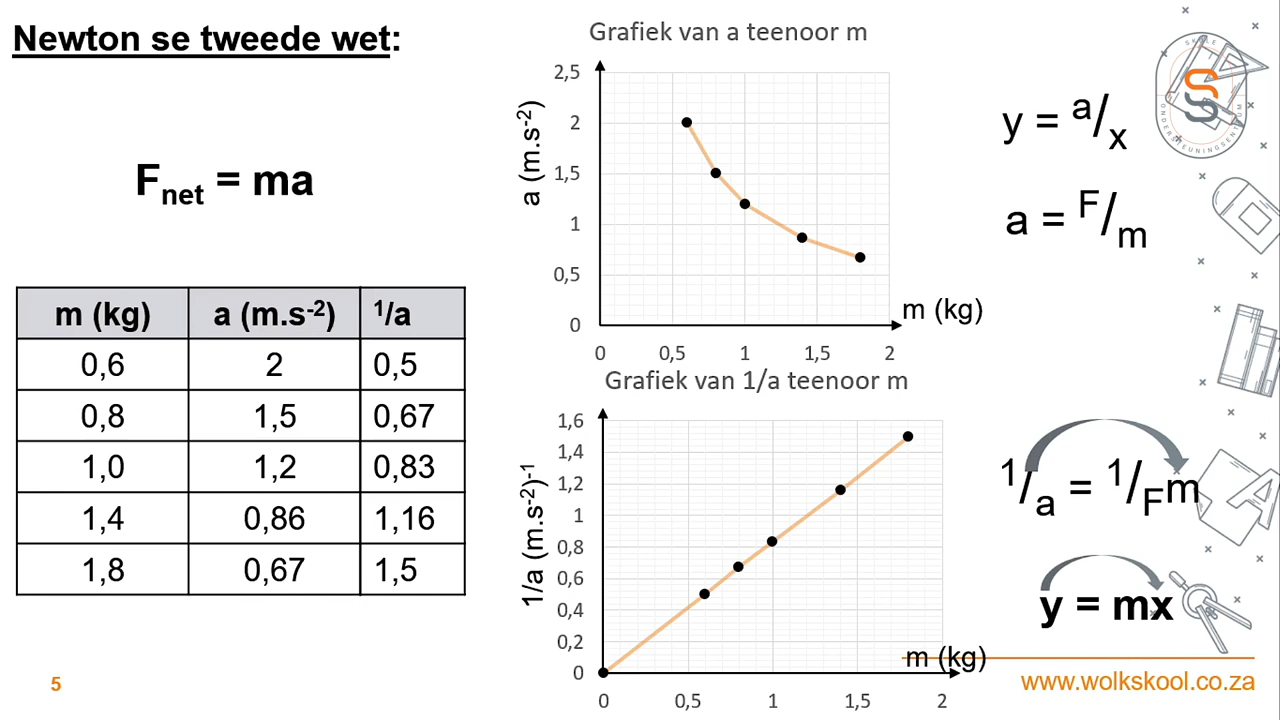 Newton se tweede wet:
Fnet = ma
m (kg) a (m.s-2) 1/a
0,6 2 0,5
0,8 1,5 0,67
1,0 1,2 0,83
1,4 0,86 1,16
1,8 0,67 1,5
5
Grafiek van a teenoor m
a (m.s-2)
2,5
2
1,5
1
0,5
0
0 0,5 1 1,5 2
m (kg)
Grafiek van 1/a teenoor m
1/a (m.s-2)-1
1,6
1,4
1,2
1
0,8
0,6
0,4
0,2
0
0,5 1 1,5 2
m (kg)
y = a/x
a = F/m
1/a = 1/Fm
y = mx
SKOLE
ONDERSTEUNINGSENTRUM
www.wolkskool.co.za